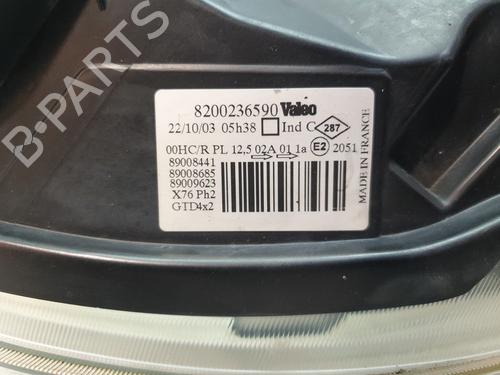 B-PARTS
8200236590 Valeo
22/10/03 05h38 Ind C 287
00HC/R PL 12,5 02A 01 1a E2 2051
89008441
89008685
89009623
X76 Ph2
GTD4x2
MADE IN FRANCE